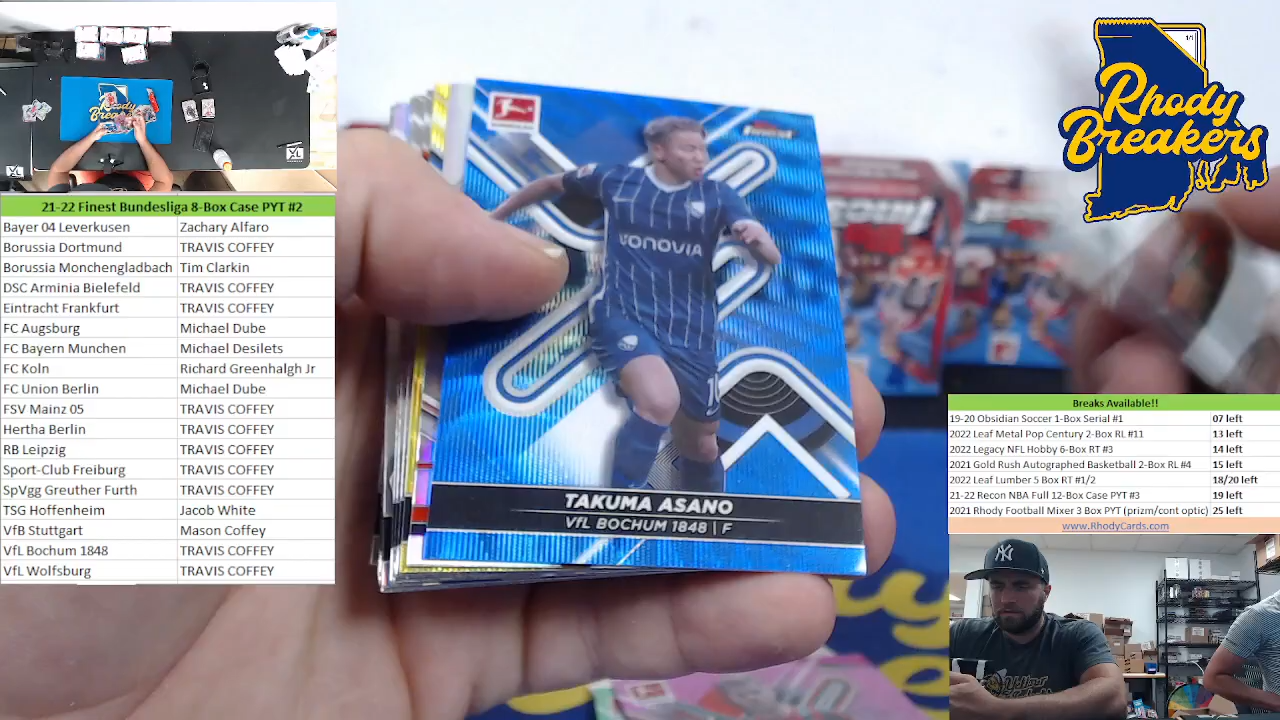 Rhody
Breakers
21-22 Finest Bundesliga 8-Box Case PYT #2
Bayer 04 Leverkusen Zachary Alfaro
Borussia Dortmund TRAVIS COFFEY
Borussia Monchengladbach Tim Clarkin
DSC Arminia Bielefeld TRAVIS COFFEY
Eintracht Frankfurt TRAVIS COFFEY
FC Augsburg Michael Dube
FC Bayern Munchen Michael Desilets
FC Koln Richard Greenhalgh Jr
FC Union Berlin Michael Dube
FSV Mainz 05 TRAVIS COFFEY
Hertha Berlin TRAVIS COFFEY
RB Leipzig TRAVIS COFFEY
Sport-Club Freiburg TRAVIS COFFEY
SpVgg Greuther Furth TRAVIS COFFEY
TSG Hoffenheim Jacob White
VfB Stuttgart Mason Coffey
VfL Bochum 1848 TRAVIS COFFEY
VfL Wolfsburg TRAVIS COFFEY
Finest
VONOVIA
TAKUMA ASANO
VfL BOCHUM 1848 | F
1/1
Rhody
Breakers
Breaks Available!!
19-20 Obsidian Soccer 1-Box Serial #1 07 left
2022 Leaf Metal Pop Century 2-Box RL #11 13 left
2022 Legacy NFL Hobby 6-Box RT #3 14 left
2021 Gold Rush Autographed Basketball 2-Box RL #4 15 left
2022 Leaf Lumber 5 Box RT #1/2 18/20 left
21-22 Recon NBA Full 12-Box Case PYT #3 19 left
2021 Rhody Football Mixer 3 Box PYT (prizm/cont optic) 25 left
www.RhodyCards.com